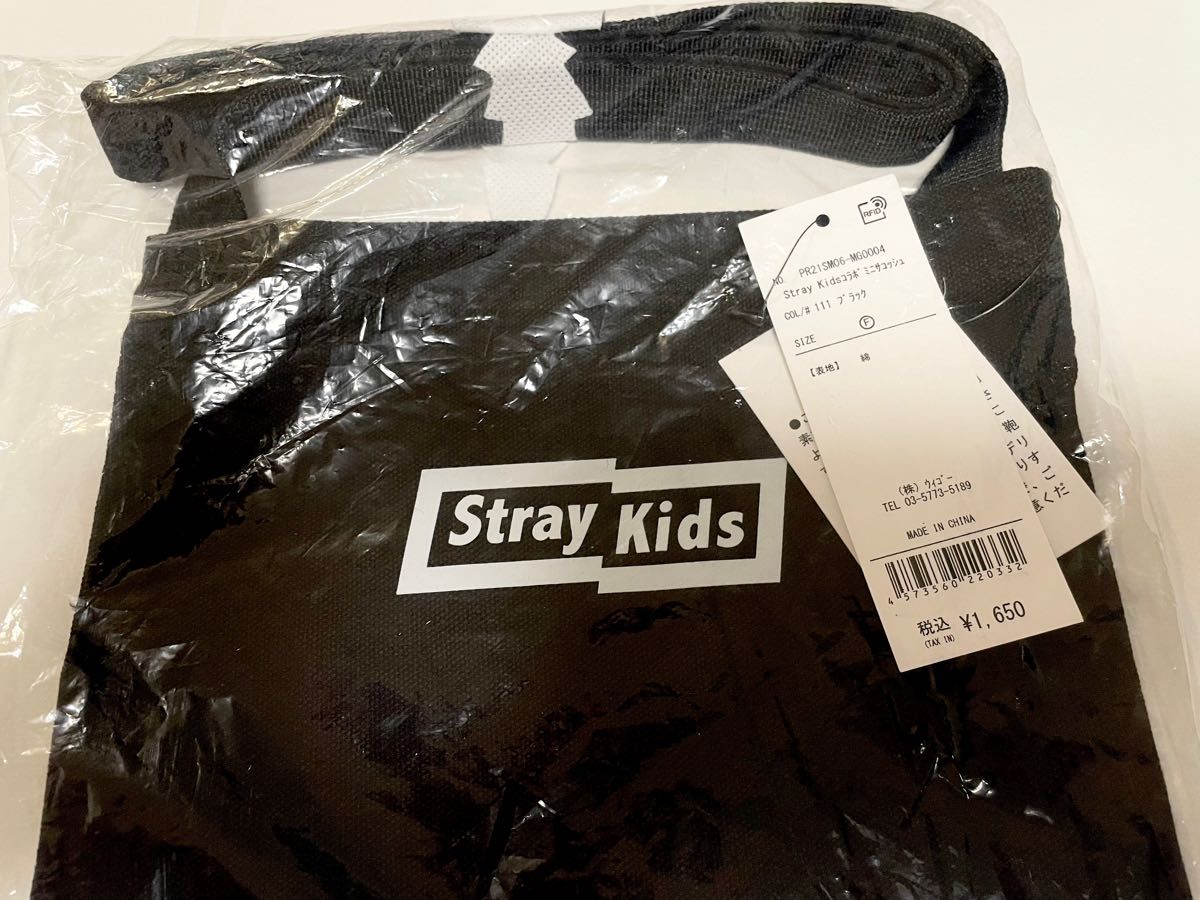 Stray Kids
RFID
NO. PR21SM06-MG0004
Stray Kidsコラボ ミニサコッシュ
COL/# 111 ブラック
SIZE Ⓕ
【表地】 綿
(株) ウィゴー
TEL 03-5773-5189
MADE IN CHINA
4573560220332
税込 ¥1,650
(TAX IN)